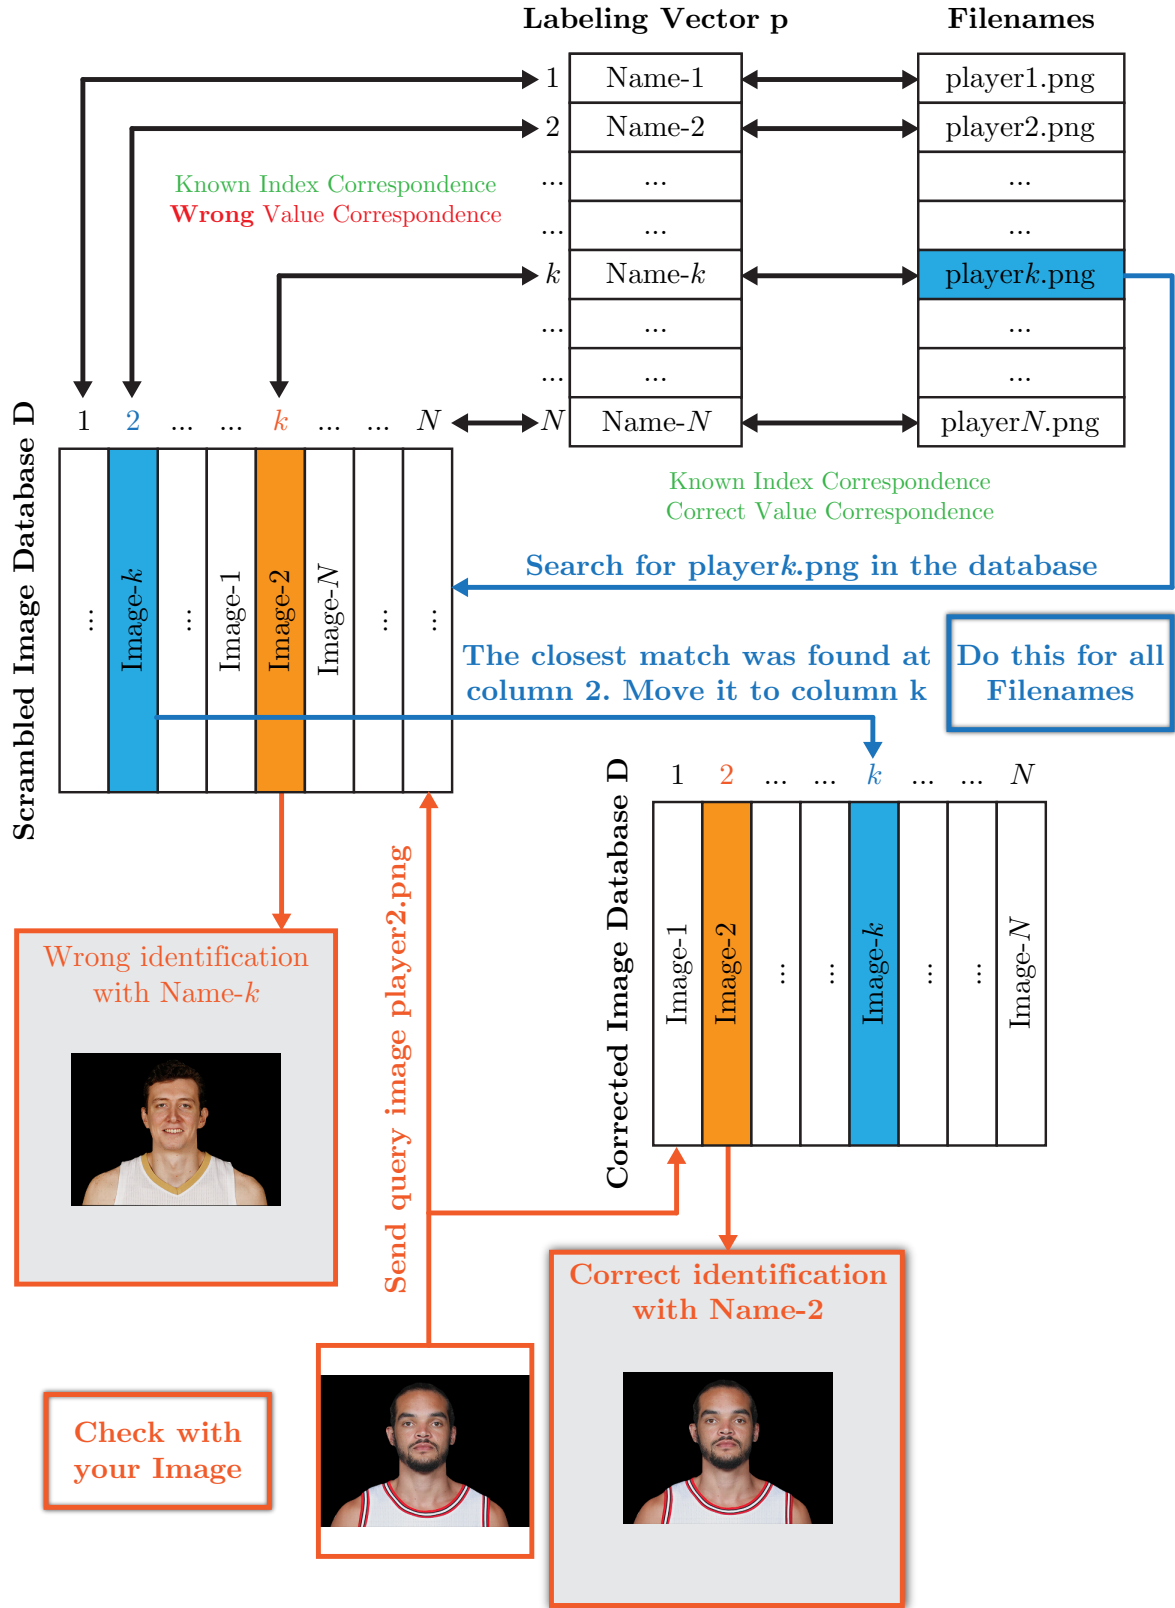 Labeling Vector p
Filenames
1 Name-1 player1.png
2 Name-2 player2.png
... ... ...
... ... ...
k Name-k playerk.png
... ... ...
... ... ...
N Name-N playerN.png
Known Index Correspondence
Wrong Value Correspondence
Known Index Correspondence
Correct Value Correspondence
Scrambled Image Database D
1 2 ... ... k ... ... N
... Image-k ... Image-1 Image-2 Image-N ... ...
Search for playerk.png in the database
The closest match was found at
column 2. Move it to column k
Do this for all
Filenames
Corrected Image Database D
1 2 ... ... k ... ... N
Image-1 Image-2 ... ... Image-k ... ... Image-N
Wrong identification
with Name-k
Send query image player2.png
Correct identification
with Name-2
Check with
your Image